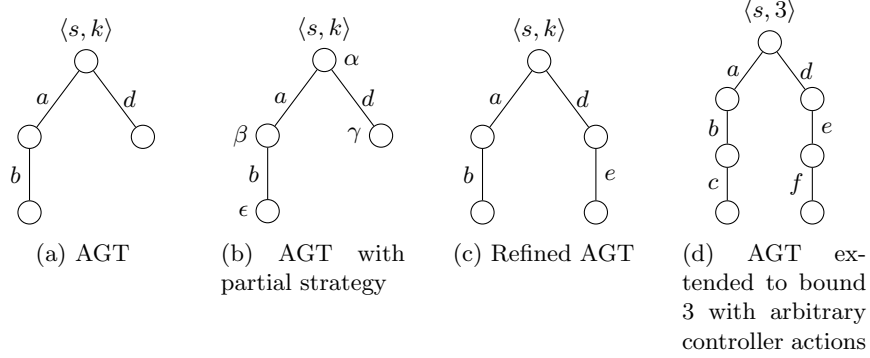 ⟨s, k⟩
a
d
b
(a) AGT
⟨s, k⟩
α
a
d
β
γ
b
ϵ
(b) AGT with
partial strategy
⟨s, k⟩
a
d
b
e
(c) Refined AGT
⟨s, 3⟩
a
d
b
e
c
f
(d) AGT ex-
tended to bound
3 with arbitrary
controller actions